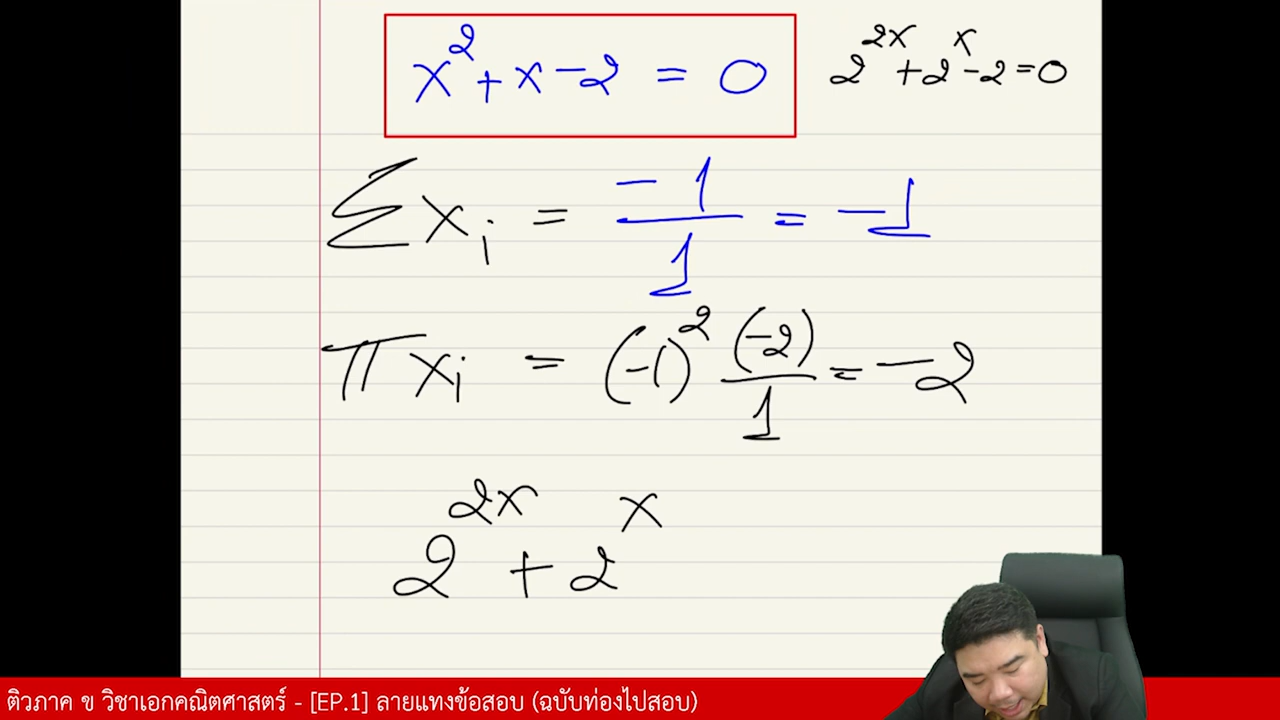 x² + x - 2 = 0
2^{2x} + 2^x - 2 = 0
Σxᵢ = \frac{-1}{1} = -1
πxᵢ = (-1)² \frac{(-2)}{1} = -2
2^{2x} + 2^x
ติวภาค ข วิชาเอกคณิตศาสตร์ - [EP.1] ลายแทงข้อสอบ (ฉบับท่องไปสอบ)